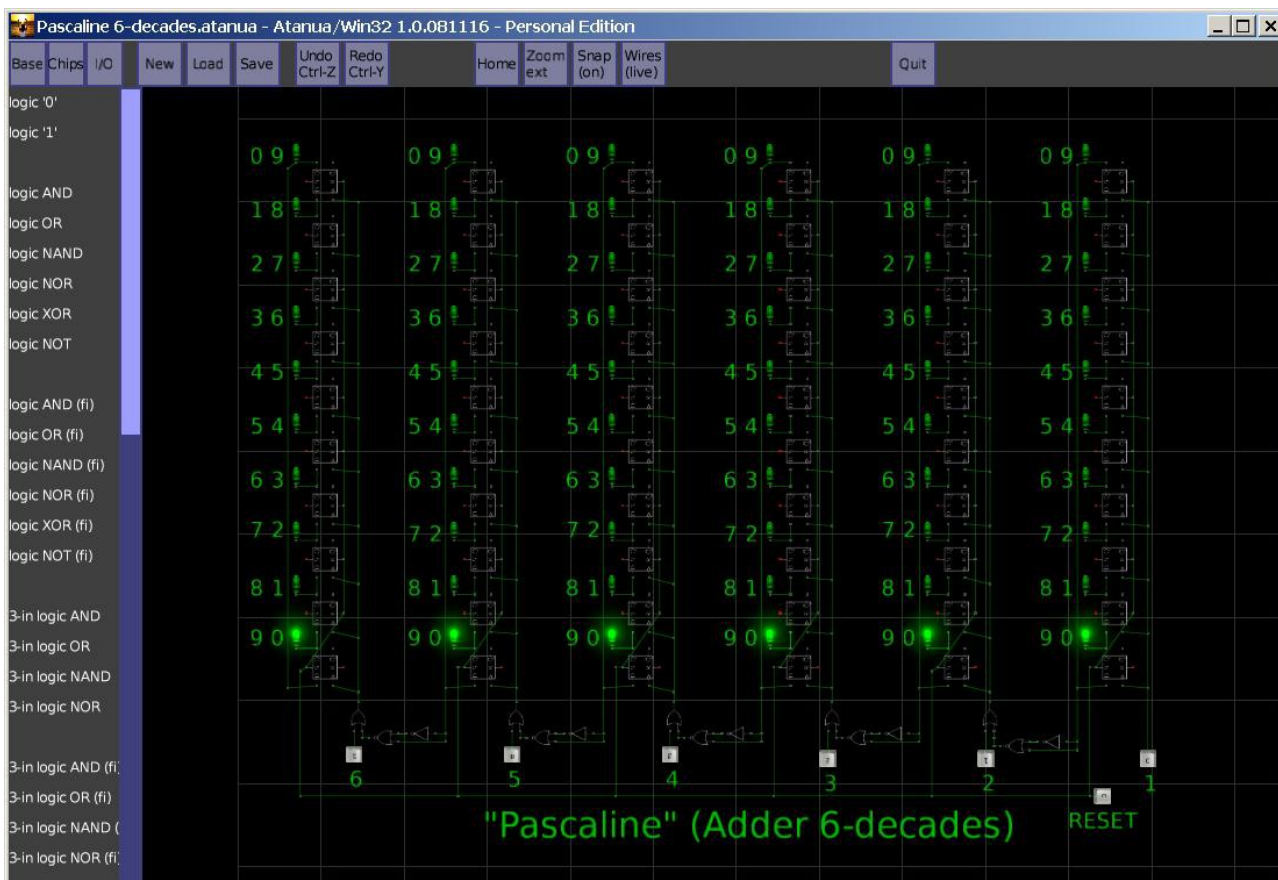 Pascaline 6-decades.atanua - Atanua/Win32 1.0.081116 - Personal Edition
Base Chips I/O New Load Save Undo Ctrl-Z Redo Ctrl-Y Home Zoom ext Snap (on) Wires (live) Quit
logic '0'
logic '1'
logic AND
logic OR
logic NAND
logic NOR
logic XOR
logic NOT
logic AND (fi)
logic OR (fi)
logic NAND (fi)
logic NOR (fi)
logic XOR (fi)
logic NOT (fi)
3-in logic AND
3-in logic OR
3-in logic NAND
3-in logic NOR
3-in logic AND (fi)
3-in logic OR (fi)
3-in logic NAND (
3-in logic NOR (fi)
0 9 0 9 0 9 0 9 0 9 0 9
1 8 1 8 1 8 1 8 1 8 1 8
2 7 2 7 2 7 2 7 2 7 2 7
3 6 3 6 3 6 3 6 3 6 3 6
4 5 4 5 4 5 4 5 4 5 4 5
5 4 5 4 5 4 5 4 5 4 5 4
6 3 6 3 6 3 6 3 6 3 6 3
7 2 7 2 7 2 7 2 7 2 7 2
8 1 8 1 8 1 8 1 8 1 8 1
9 0 9 0 9 0 9 0 9 0 9 0
6 5 4 3 2 1
"Pascaline" (Adder 6-decades)
RESET